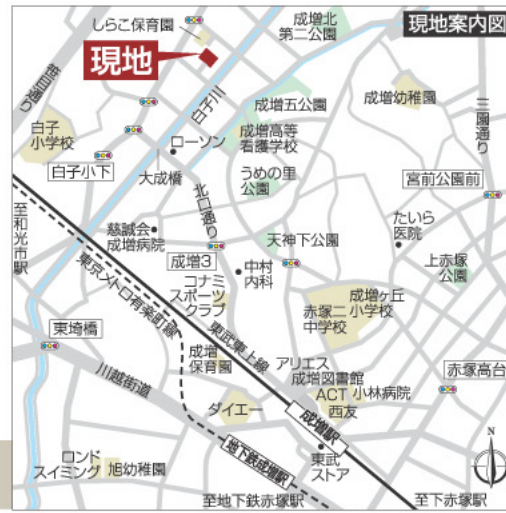 現地案内図
しらこ保育園
現地
成増北
第二公園
笹目通り
白子川
成増五公園
成増幼稚園
三園通り
白子
小学校
ローソン
成増高等
看護学校
白子小下
大成橋
北口通り
うめの里
公園
宮前公園前
至和光市駅
慈誠会
成増病院
成増3
天神下公園
たいら
医院
中村
内科
上赤塚
公園
東京メトロ有楽町線
コナミ
スポーツ
クラブ
成増ヶ丘
小学校
赤塚二
中学校
東埼橋
東武東上線
成増
保育園
アリエス
成増図書館
ACT
小林病院
赤塚高台
川越街道
ダイエー
西友
成増駅
地下鉄成増駅
東武
ストア
N
ロンド
スイミング
旭幼稚園
至地下鉄赤塚駅
至下赤塚駅